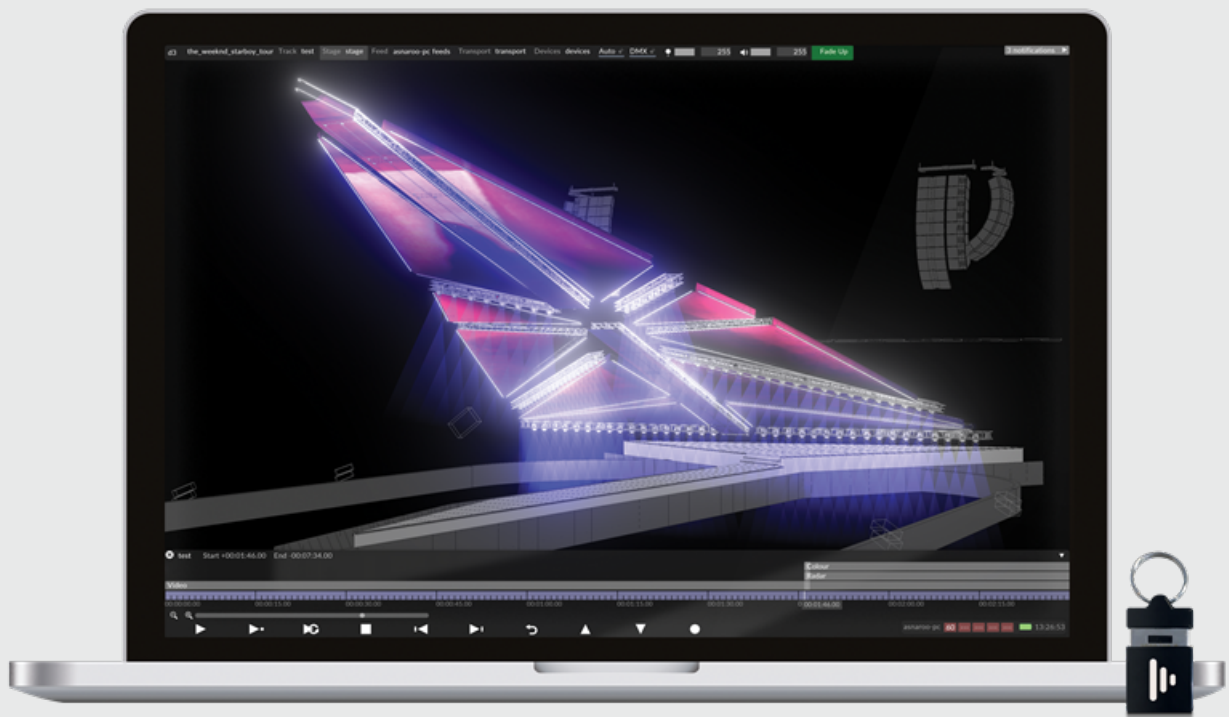 d3 the_weeknd_starboy_tour Track test Stage stage Feed asnaroo-pc feeds Transport transport Devices devices Auto DMX 255 255 Fade Up 3 notifications
test Start +00:01:46.00 End -00:07:34.00
Colour
Radar
Video
00:00:00.00 00:00:15.00 00:00:30.00 00:00:45.00 00:01:00.00 00:01:15.00 00:01:30.00 00:01:46.00 00:02:00.00 00:02:15.00
asnaroo-pc 60 13:26:53